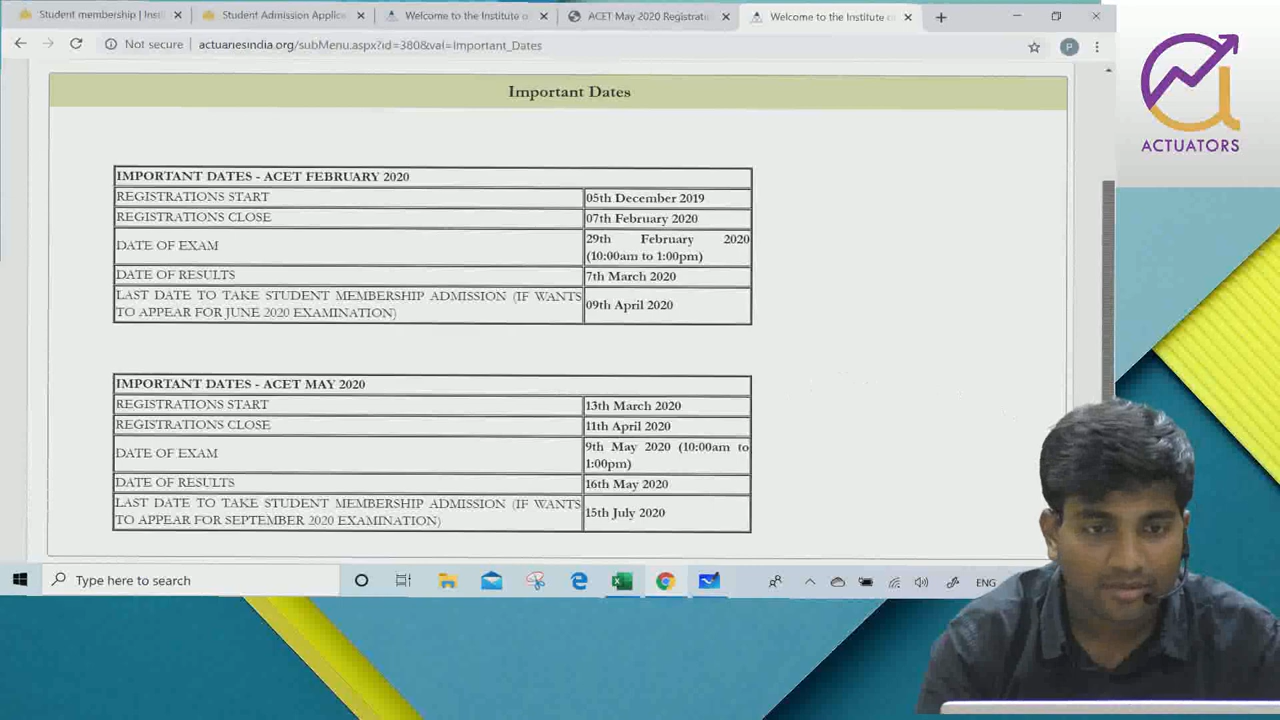 Student membership | Insti
Student Admission Applica
Welcome to the Institute o
ACET May 2020 Registrati
Welcome to the Institute o
Not secure | actuariesindia.org/subMenu.aspx?id=380&val=Important_Dates
P
Important Dates
IMPORTANT DATES - ACET FEBRUARY 2020
REGISTRATIONS START 05th December 2019
REGISTRATIONS CLOSE 07th February 2020
DATE OF EXAM 29th February 2020
(10:00am to 1:00pm)
DATE OF RESULTS 7th March 2020
LAST DATE TO TAKE STUDENT MEMBERSHIP ADMISSION (IF WANTS
TO APPEAR FOR JUNE 2020 EXAMINATION) 09th April 2020
IMPORTANT DATES - ACET MAY 2020
REGISTRATIONS START 13th March 2020
REGISTRATIONS CLOSE 11th April 2020
DATE OF EXAM 9th May 2020 (10:00am to
1:00pm)
DATE OF RESULTS 16th May 2020
LAST DATE TO TAKE STUDENT MEMBERSHIP ADMISSION (IF WANTS
TO APPEAR FOR SEPTEMBER 2020 EXAMINATION) 15th July 2020
Type here to search
ENG
ACTUATORS